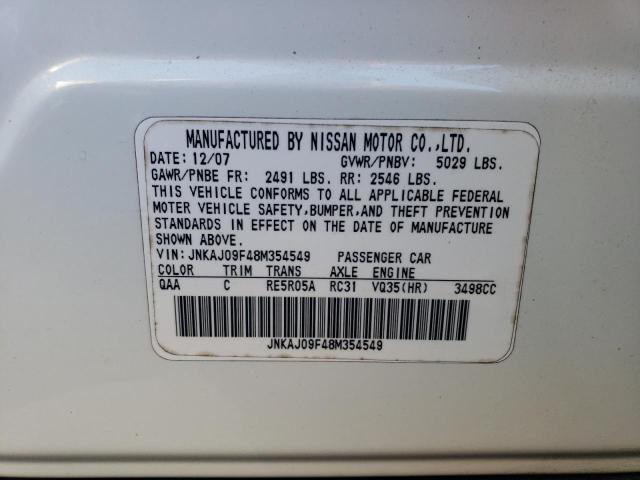 MANUFACTURED BY NISSAN MOTOR CO.,LTD.
DATE: 12/07 GVWR/PNBV: 5029 LBS.
GAWR/PNBE FR: 2491 LBS. RR: 2546 LBS.
THIS VEHICLE CONFORMS TO ALL APPLICABLE FEDERAL
MOTOR VEHICLE SAFETY,BUMPER,AND THEFT PREVENTION
STANDARDS IN EFFECT ON THE DATE OF MANUFACTURE
SHOWN ABOVE.
VIN: JNKAJ09F48M354549 PASSENGER CAR
COLOR TRIM TRANS AXLE ENGINE
QAA C RE5R05A RC31 VQ35(HR) 3498CC
JNKAJ09F48M354549